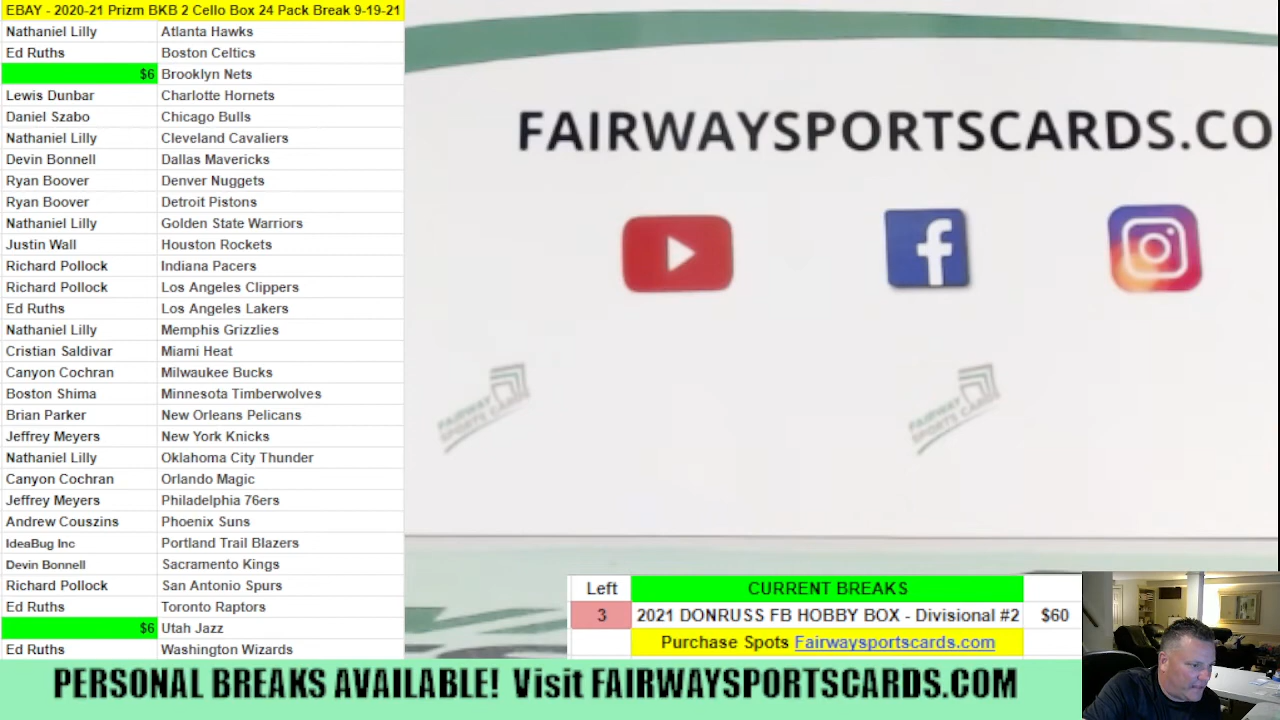 EBAY - 2020-21 Prizm BKB 2 Cello Box 24 Pack Break 9-19-21
Nathaniel Lilly Atlanta Hawks
Ed Ruths Boston Celtics
$6 Brooklyn Nets
Lewis Dunbar Charlotte Hornets
Daniel Szabo Chicago Bulls
Nathaniel Lilly Cleveland Cavaliers
Devin Bonnell Dallas Mavericks
Ryan Boover Denver Nuggets
Ryan Boover Detroit Pistons
Nathaniel Lilly Golden State Warriors
Justin Wall Houston Rockets
Richard Pollock Indiana Pacers
Richard Pollock Los Angeles Clippers
Ed Ruths Los Angeles Lakers
Nathaniel Lilly Memphis Grizzlies
Cristian Saldivar Miami Heat
Canyon Cochran Milwaukee Bucks
Boston Shima Minnesota Timberwolves
Brian Parker New Orleans Pelicans
Jeffrey Meyers New York Knicks
Nathaniel Lilly Oklahoma City Thunder
Canyon Cochran Orlando Magic
Jeffrey Meyers Philadelphia 76ers
Andrew Couszins Phoenix Suns
IdeaBug Inc Portland Trail Blazers
Devin Bonnell Sacramento Kings
Richard Pollock San Antonio Spurs
Ed Ruths Toronto Raptors
$6 Utah Jazz
Ed Ruths Washington Wizards
FAIRWAYSPORTSCARDS.CO
FAIRWAY
SPORTS CARDS
FAIRWAY
SPORTS CARDS
Left CURRENT BREAKS
3 2021 DONRUSS FB HOBBY BOX - Divisional #2 $60
Purchase Spots Fairwaysportscards.com
PERSONAL BREAKS AVAILABLE! Visit FAIRWAYSPORTSCARDS.COM